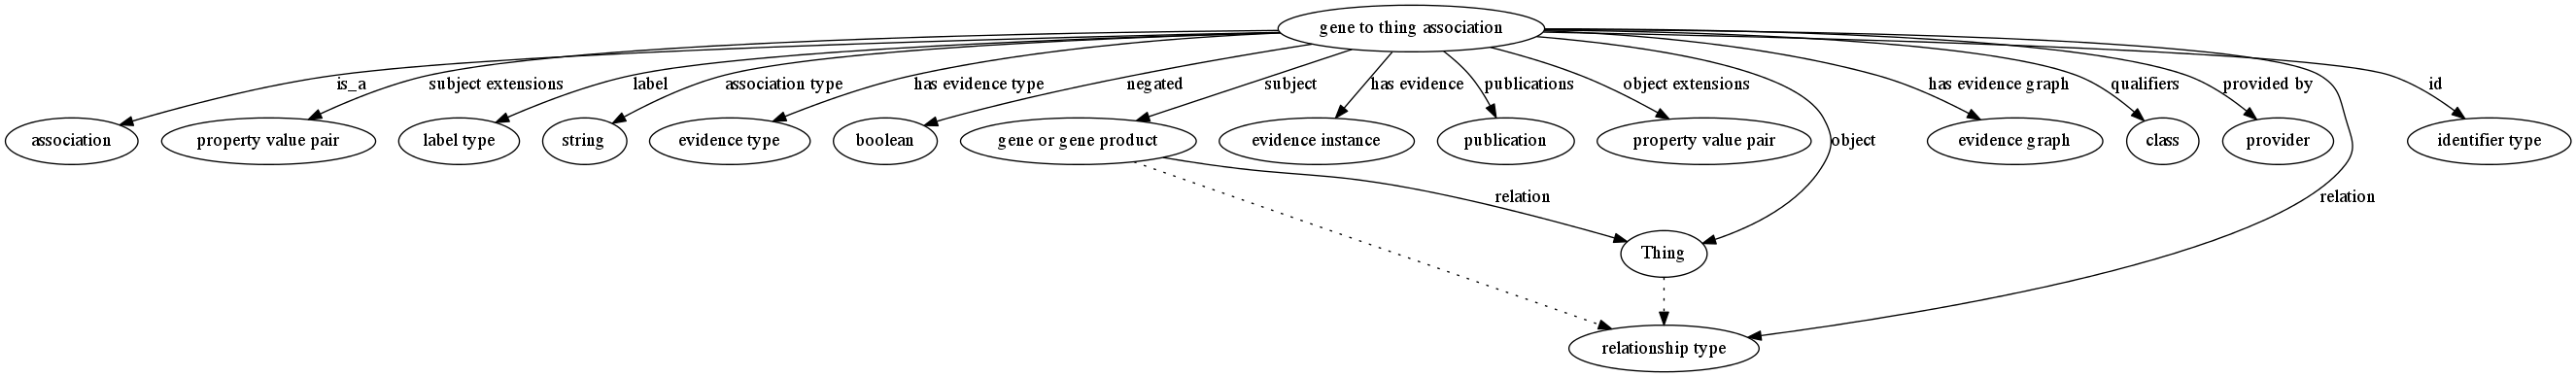 gene to thing association
is_a
subject extensions
label
association type
has evidence type
negated
subject
has evidence
publications
object extensions
has evidence graph
qualifiers
provided by
id
association
property value pair
label type
string
evidence type
boolean
gene or gene product
evidence instance
publication
property value pair
object
evidence graph
class
provider
identifier type
relation
relation
Thing
relationship type